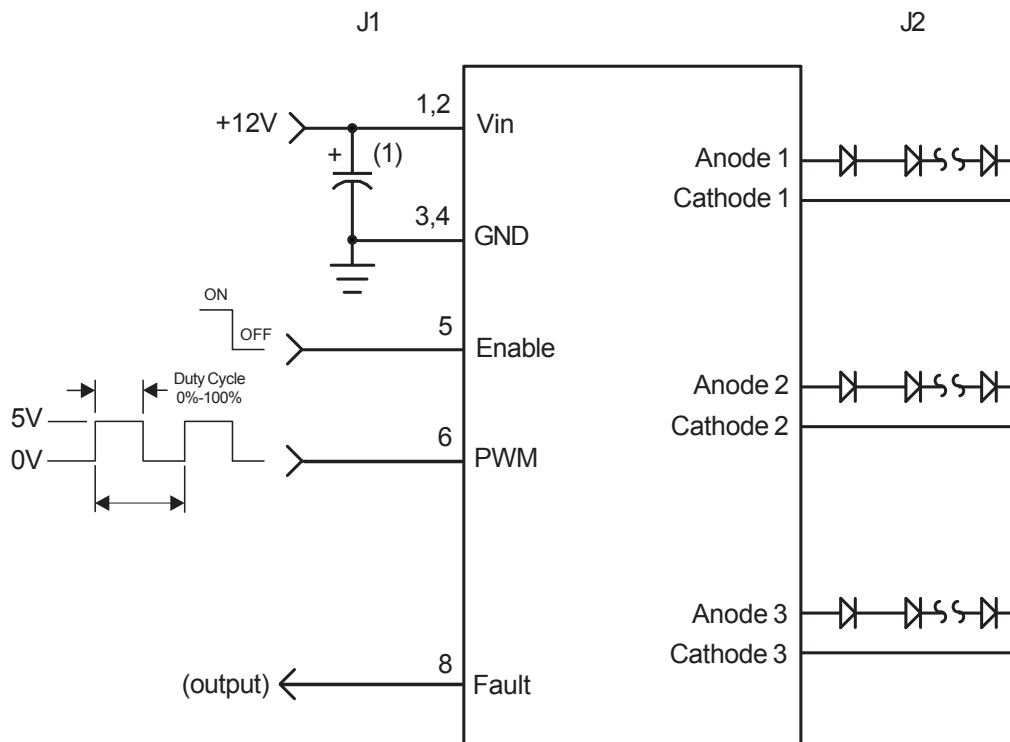 J1
J2
+12V
+
(1)
1,2
Vin
3,4
GND
ON
OFF
5
Enable
Duty Cycle
0%-100%
5V
0V
6
PWM
(output)
8
Fault
Anode 1
Cathode 1
Anode 2
Cathode 2
Anode 3
Cathode 3